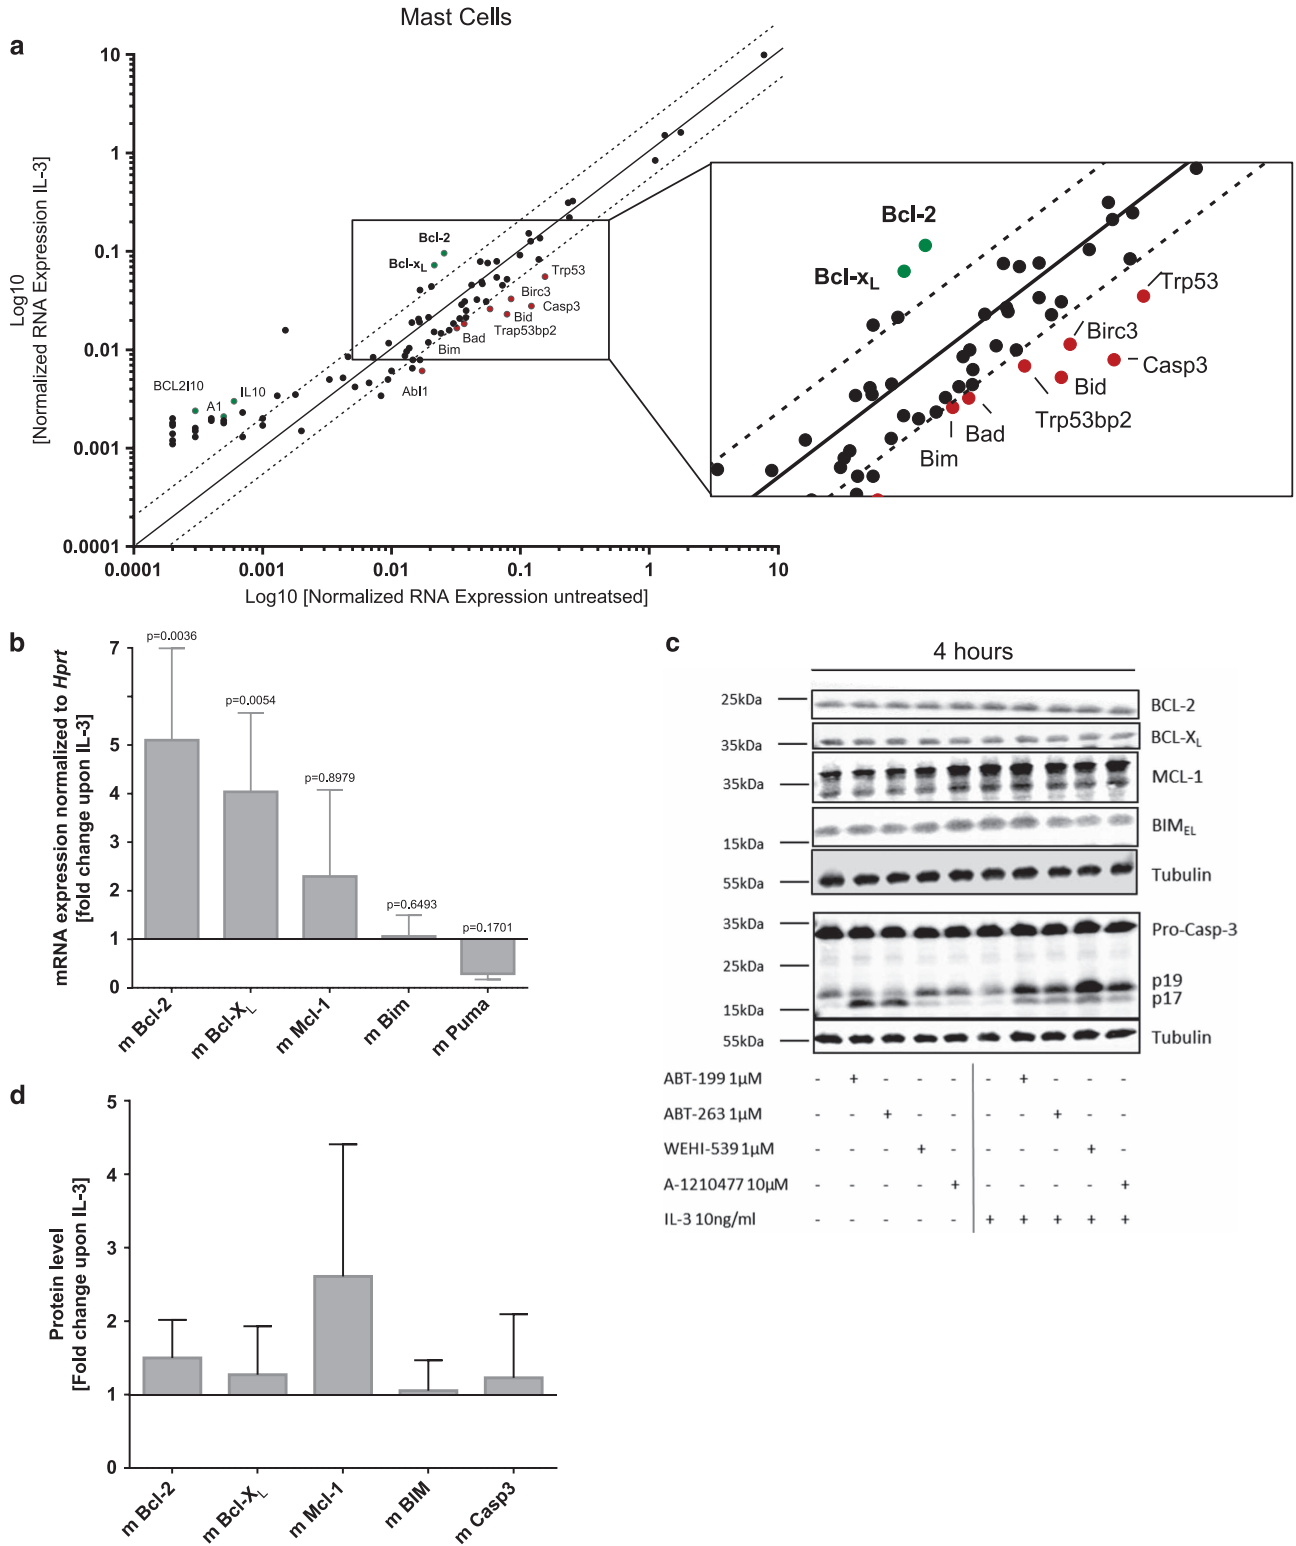 Mast Cells
a
Log10
[Normalized RNA Expression IL-3]
10
1
0.1
0.01
0.001
0.0001
0.0001 0.001 0.01 0.1 1 10
Log10 [Normalized RNA Expression untreatsed]
Bcl-2
Bcl-xL
Trp53
Birc3
Casp3
Bid
Trap53bp2
Bad
Bim
Abl1
BCL2l10
IL10
A1
Bcl-2
Bcl-xL
Trp53
Birc3
Casp3
Bid
Trp53bp2
Bad
Bim
b
mRNA expression normalized to Hprt
[fold change upon IL-3]
7
5
4
3
2
1
0
p=0.0036
p=0.0054
p=0.8979
p=0.6493
p=0.1701
m Bcl-2
m Bcl-XL
m Mcl-1
m Bim
m Puma
c
4 hours
25kDa BCL-2
35kDa BCL-XL
35kDa MCL-1
15kDa BIMEL
55kDa Tubulin
35kDa Pro-Casp-3
25kDa
p19
15kDa p17
55kDa Tubulin
ABT-199 1µM - + - - - - + - - -
ABT-263 1µM - - + - - - - + - -
WEHI-539 1µM - - - + - - - - + -
A-1210477 10µM - - - - + - - - - +
IL-3 10ng/ml - - - - - + + + + +
d
Protein level
[Fold change upon IL-3]
5
4
3
2
1
0
m Bcl-2
m Bcl-XL
m Mcl-1
m BIM
m Casp3